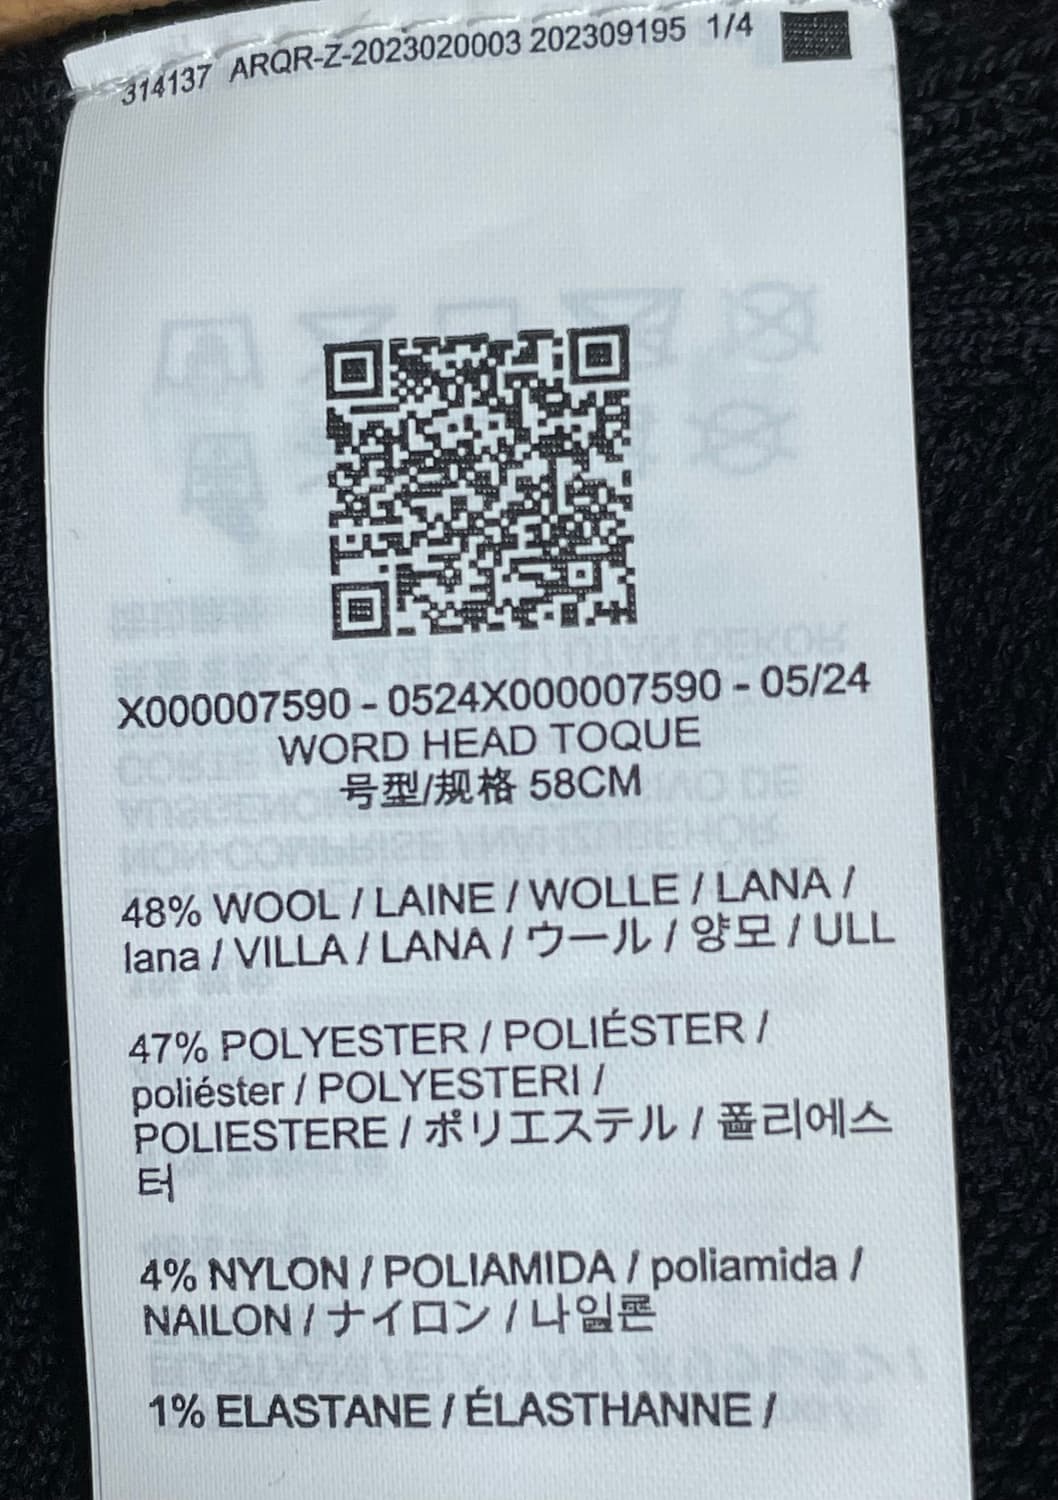 314137 ARQR-Z-2023020003 202309195 1/4
X000007590 - 0524X000007590 - 05/24
WORD HEAD TOQUE
号型/规格 58CM
48% WOOL / LAINE / WOLLE / LANA /
lana / VILLA / LANA / ウール / 양모 / ULL
47% POLYESTER / POLIÉSTER /
poliéster / POLYESTERI /
POLIESTERE / ポリエステル / 폴리에스
터
4% NYLON / POLIAMIDA / poliamida /
NAILON / ナイロン / 나일론
1% ELASTANE / ÉLASTHANNE /